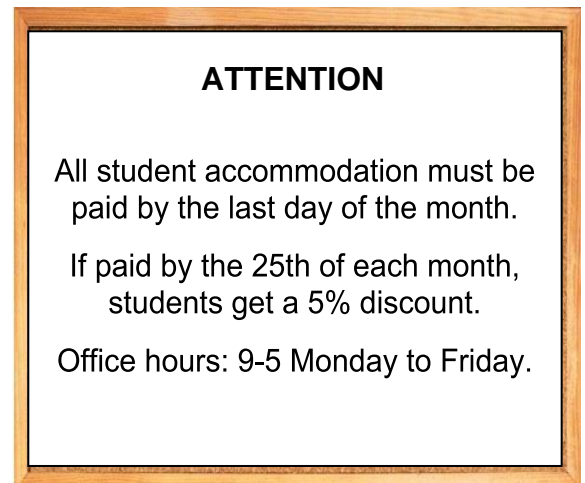 ATTENTION
All student accommodation must be
paid by the last day of the month.
If paid by the 25th of each month,
students get a 5% discount.
Office hours: 9-5 Monday to Friday.